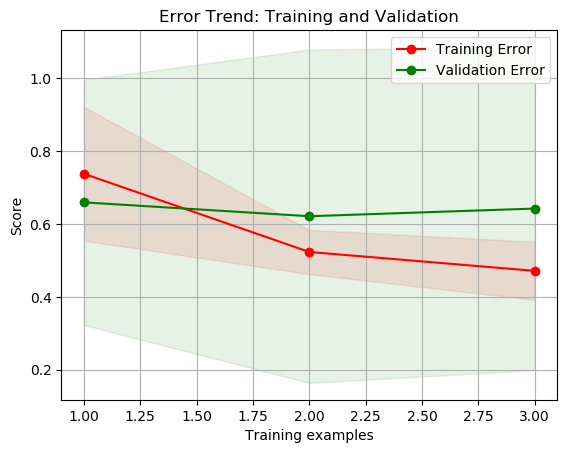 Error Trend: Training and Validation
Training Error
Validation Error
Score
1.0
0.8
0.6
0.4
0.2
1.00 1.25 1.50 1.75 2.00 2.25 2.50 2.75 3.00
Training examples